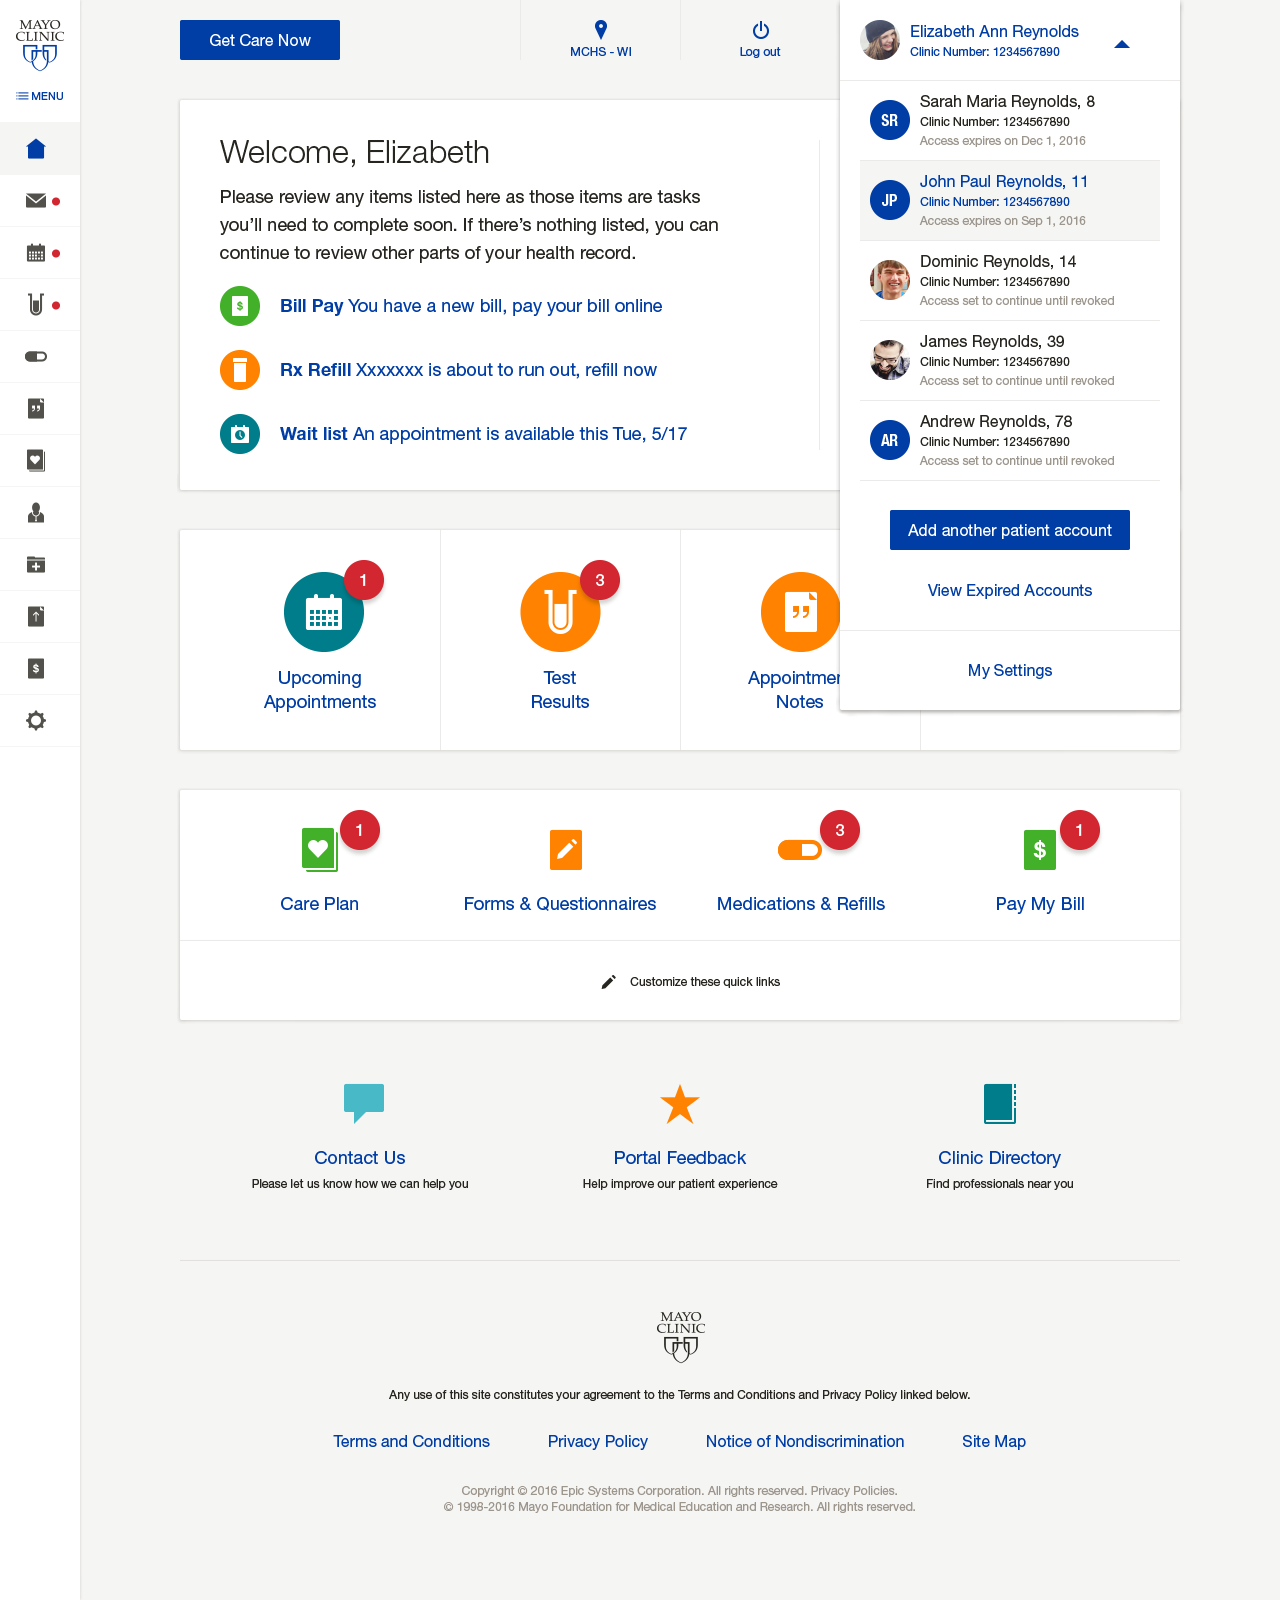 MAYO
CLINIC
MENU
Get Care Now
MCHS - WI
Log out
Elizabeth Ann Reynolds
Clinic Number: 1234567890
SR
Sarah Maria Reynolds, 8
Clinic Number: 1234567890
Access expires on Dec 1, 2016
JP
John Paul Reynolds, 11
Clinic Number: 1234567890
Access expires on Sep 1, 2016
Dominic Reynolds, 14
Clinic Number: 1234567890
Access set to continue until revoked
James Reynolds, 39
Clinic Number: 1234567890
Access set to continue until revoked
AR
Andrew Reynolds, 78
Clinic Number: 1234567890
Access set to continue until revoked
Add another patient account
View Expired Accounts
My Settings
Welcome, Elizabeth
Please review any items listed here as those items are tasks
you’ll need to complete soon. If there’s nothing listed, you can
continue to review other parts of your health record.
$
Bill Pay You have a new bill, pay your bill online
Rx Refill Xxxxxxx is about to run out, refill now
Wait list An appointment is available this Tue, 5/17
1
Upcoming
Appointments
3
Test
Results
Appointmen
Notes
1
Care Plan
Forms & Questionnaires
3
Medications & Refills
$
1
Pay My Bill
Customize these quick links
Contact Us
Please let us know how we can help you
Portal Feedback
Help improve our patient experience
Clinic Directory
Find professionals near you
MAYO
CLINIC
Any use of this site constitutes your agreement to the Terms and Conditions and Privacy Policy linked below.
Terms and Conditions
Privacy Policy
Notice of Nondiscrimination
Site Map
Copyright © 2016 Epic Systems Corporation. All rights reserved. Privacy Policies.
© 1998-2016 Mayo Foundation for Medical Education and Research. All rights reserved.